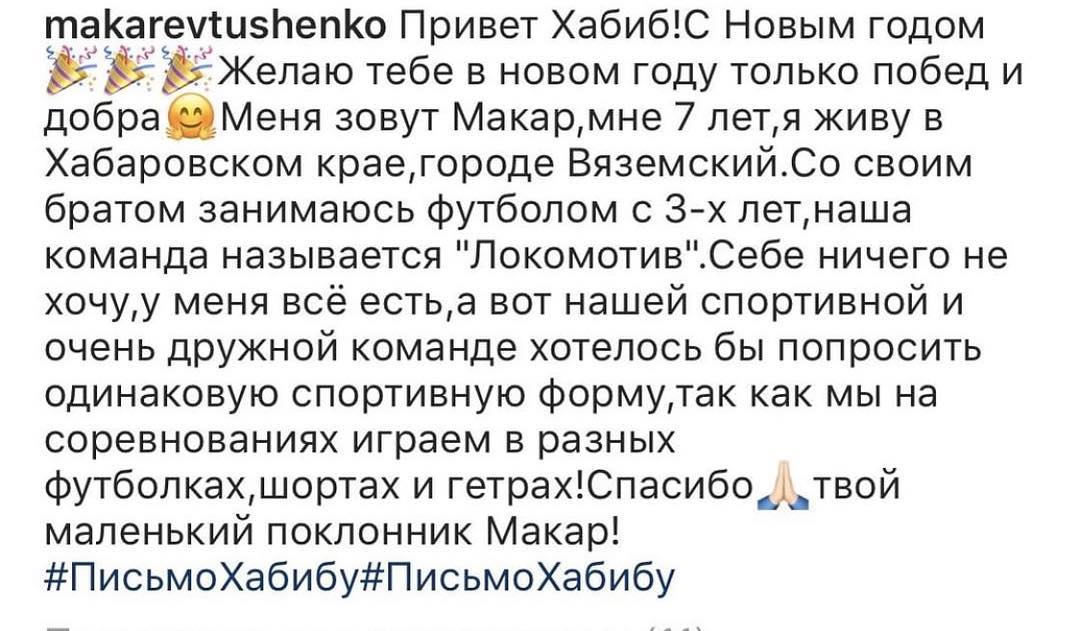 makarevtushenko Привет Хабиб!С Новым годом
🎉🎉🎉Желаю тебе в новом году только побед и
добра🤗Меня зовут Макар,мне 7 лет,я живу в
Хабаровском крае,городе Вяземский.Со своим
братом занимаюсь футболом с 3-х лет,наша
команда называется "Локомотив".Себе ничего не
хочу,у меня всё есть,а вот нашей спортивной и
очень дружной команде хотелось бы попросить
одинаковую спортивную форму,так как мы на
соревнованиях играем в разных
футболках,шортах и гетрах!Спасибо🙏🏻твой
маленький поклонник Макар!
#ПисьмоХабибу#ПисьмоХабибу